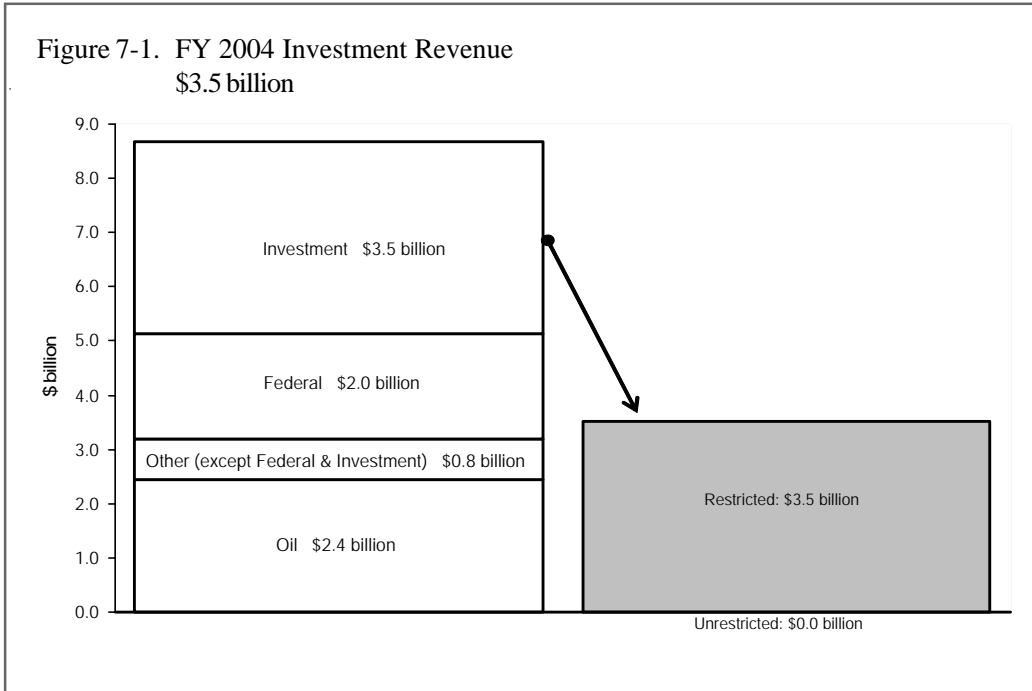 Figure 7-1. FY 2004 Investment Revenue
$3.5 billion
9.0
8.0
7.0
6.0
5.0
4.0
3.0
2.0
1.0
0.0
$ billion
Investment $3.5 billion
Federal $2.0 billion
Other (except Federal & Investment) $0.8 billion
Oil $2.4 billion
Restricted: $3.5 billion
Unrestricted: $0.0 billion